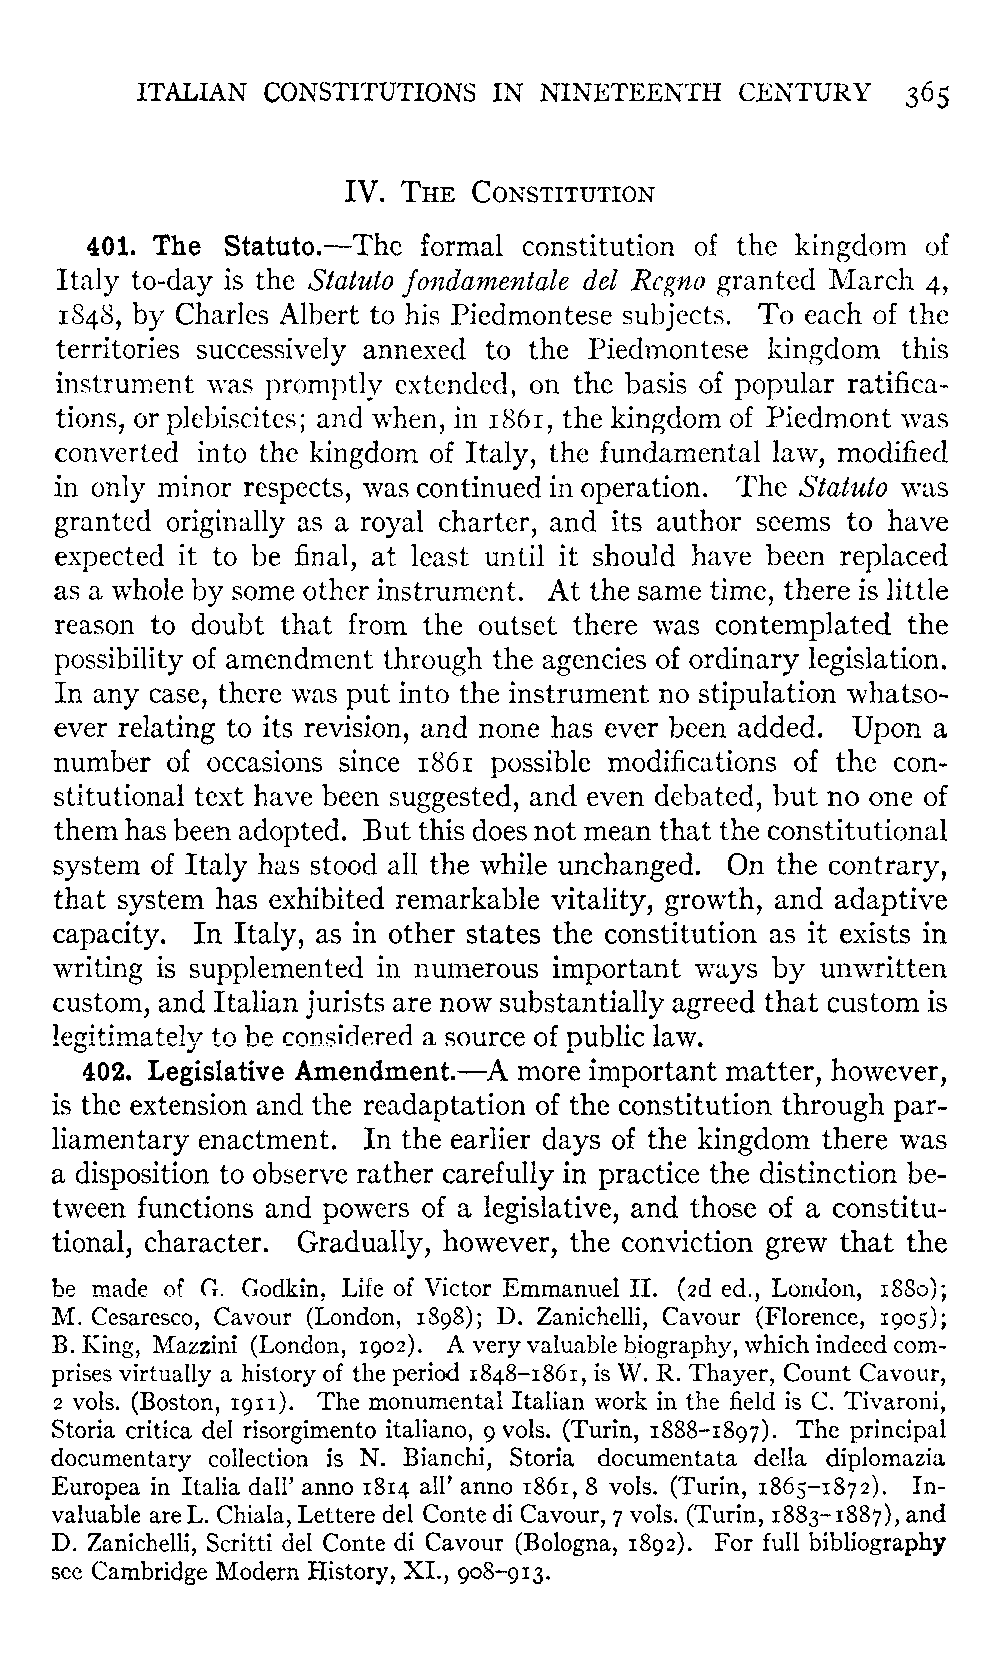 ITALIAN CONSTITUTIONS IN NINETEENTH CENTURY 365
IV. THE CONSTITUTION
401. The Statuto.—The formal constitution of the kingdom of
Italy to-day is the Statuto fondamentale del Regno granted March 4,
1848, by Charles Albert to his Piedmontese subjects. To each of the
territories successively annexed to the Piedmontese kingdom this
instrument was promptly extended, on the basis of popular ratifica-
tions, or plebiscites; and when, in 1861, the kingdom of Piedmont was
converted into the kingdom of Italy, the fundamental law, modified
in only minor respects, was continued in operation. The Statuto was
granted originally as a royal charter, and its author seems to have
expected it to be final, at least until it should have been replaced
as a whole by some other instrument. At the same time, there is little
reason to doubt that from the outset there was contemplated the
possibility of amendment through the agencies of ordinary legislation.
In any case, there was put into the instrument no stipulation whatso-
ever relating to its revision, and none has ever been added. Upon a
number of occasions since 1861 possible modifications of the con-
stitutional text have been suggested, and even debated, but no one of
them has been adopted. But this does not mean that the constitutional
system of Italy has stood all the while unchanged. On the contrary,
that system has exhibited remarkable vitality, growth, and adaptive
capacity. In Italy, as in other states the constitution as it exists in
writing is supplemented in numerous important ways by unwritten
custom, and Italian jurists are now substantially agreed that custom is
legitimately to be considered a source of public law.
402. Legislative Amendment.—A more important matter, however,
is the extension and the readaptation of the constitution through par-
liamentary enactment. In the earlier days of the kingdom there was
a disposition to observe rather carefully in practice the distinction be-
tween functions and powers of a legislative, and those of a constitu-
tional, character. Gradually, however, the conviction grew that the
be made of G. Godkin, Life of Victor Emmanuel II. (2d ed., London, 1880);
M. Cesaresco, Cavour (London, 1898); D. Zanichelli, Cavour (Florence, 1905);
B. King, Mazzini (London, 1902). A very valuable biography, which indeed com-
prises virtually a history of the period 1848–1861, is W. R. Thayer, Count Cavour,
2 vols. (Boston, 1911). The monumental Italian work in the field is C. Tivaroni,
Storia critica del risorgimento italiano, 9 vols. (Turin, 1888–1897). The principal
documentary collection is N. Bianchi, Storia documentata della diplomazia
Europea in Italia dall' anno 1814 all' anno 1861, 8 vols. (Turin, 1865–1872). In-
valuable are L. Chiala, Lettere del Conte di Cavour, 7 vols. (Turin, 1883–1887), and
D. Zanichelli, Scritti del Conte di Cavour (Bologna, 1892). For full bibliography
see Cambridge Modern History, XI., 908–913.